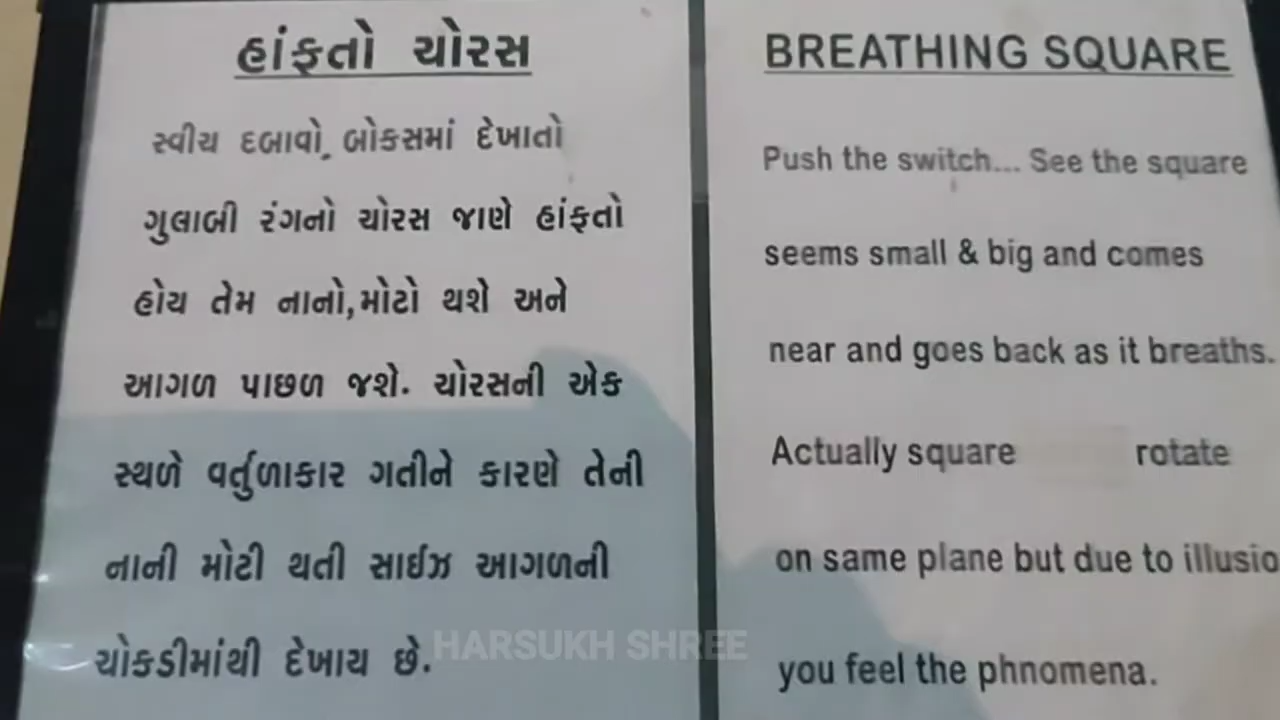 હાંફતો ચોરસ
સ્વીચ દબાવો. બોકસમાં દેખાતો
ગુલાબી રંગનો ચોરસ જાણે હાંફતો
હોય તેમ નાનો,મોટો થશે અને
આગળ પાછળ જશે. ચોરસની એક
સ્થળે વર્તુળાકાર ગતીને કારણે તેની
નાની મોટી થતી સાઈઝ આગળની
ચોકડીમાંથી દેખાય છે.
BREATHING SQUARE
Push the switch... See the square
seems small & big and comes
near and goes back as it breaths.
Actually square rotate
on same plane but due to illusio
you feel the phnomena.
HARSUKH SHREE